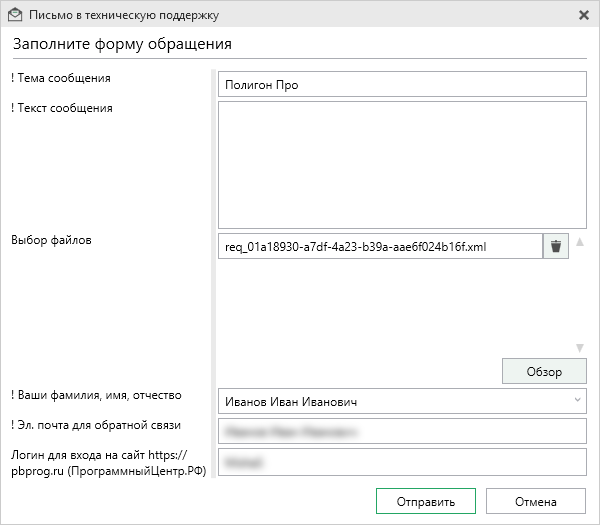 Письмо в техническую поддержку
Заполните форму обращения
! Тема сообщения
Полигон Про
! Текст сообщения
Выбор файлов
req_01a18930-a7df-4a23-b39a-aae6f024b16f.xml
Обзор
! Ваши фамилия, имя, отчество
Иванов Иван Иванович
! Эл. почта для обратной связи
Логин для входа на сайт https://
pbprog.ru (ПрограммныйЦентр.РФ)
Отправить
Отмена